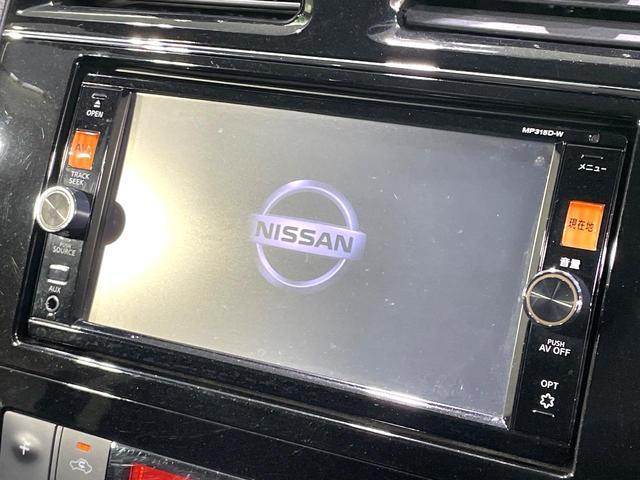 OPEN
TRACK
SEEK
PUSH
SOURCE
AUX
NISSAN
MP315D-W
メニュー
現在地
音量
PUSH
AV OFF
OPT